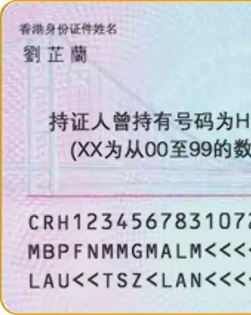 香港身份证件姓名
劉芷蘭
持证人曾持有号码为H
(XX为从00至99的数
CRH1234567831072
MBPFNMMGMALM<<<<
LAU<<TSZ<LAN<<<<